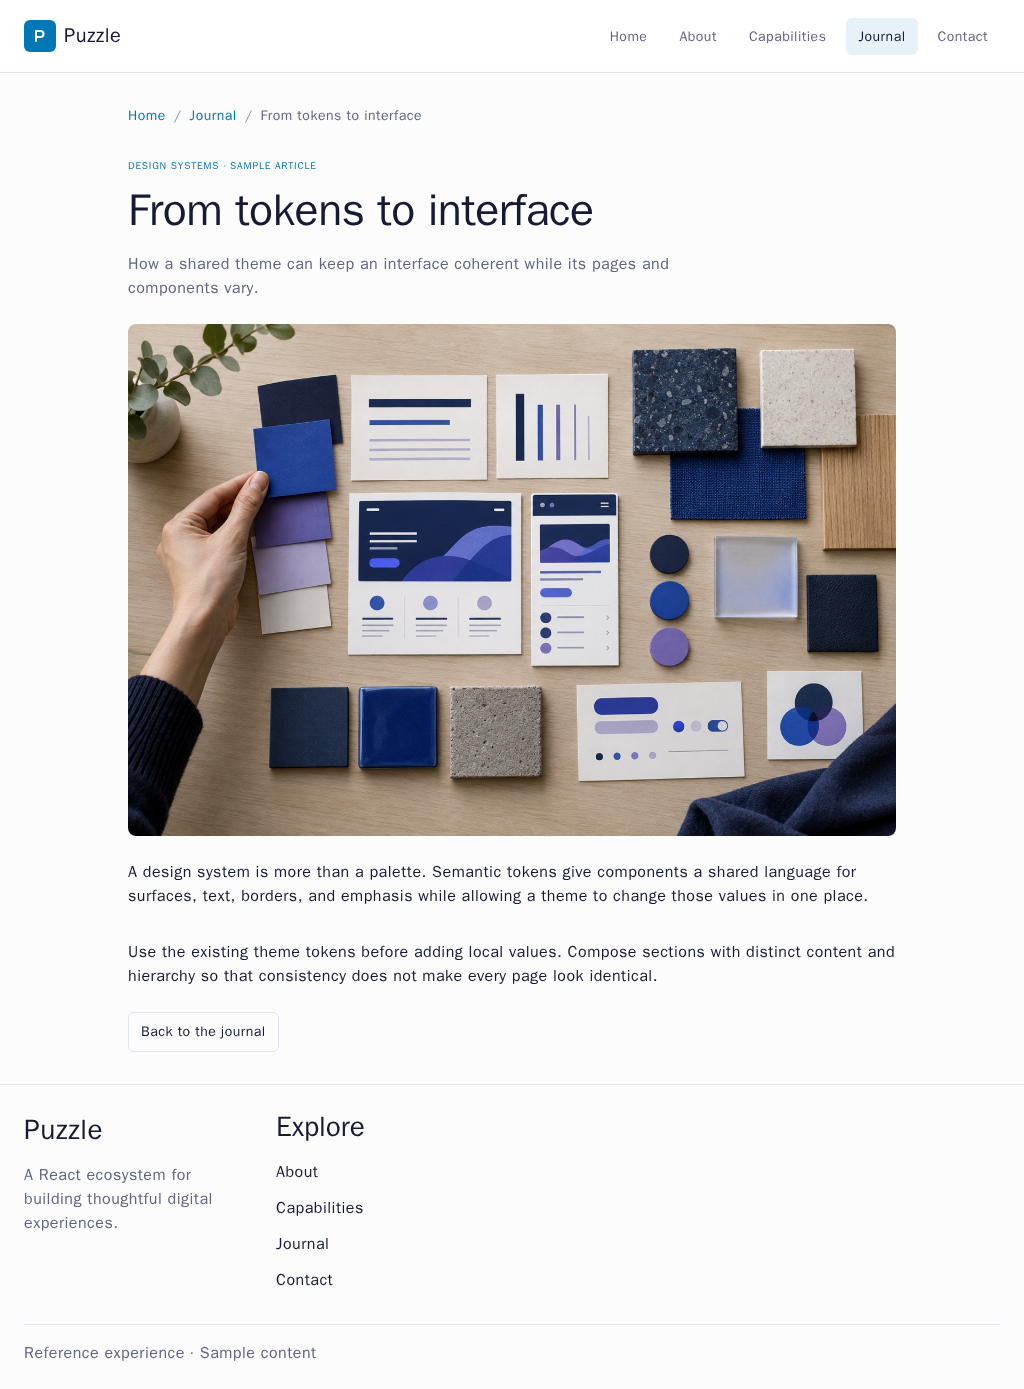 P Puzzle
Home About Capabilities Journal Contact
Home / Journal / From tokens to interface
DESIGN SYSTEMS · SAMPLE ARTICLE
From tokens to interface
How a shared theme can keep an interface coherent while its pages and
components vary.
A design system is more than a palette. Semantic tokens give components a shared language for
surfaces, text, borders, and emphasis while allowing a theme to change those values in one place.
Use the existing theme tokens before adding local values. Compose sections with distinct content and
hierarchy so that consistency does not make every page look identical.
Back to the journal
Puzzle
A React ecosystem for
building thoughtful digital
experiences.
Explore
About
Capabilities
Journal
Contact
Reference experience · Sample content